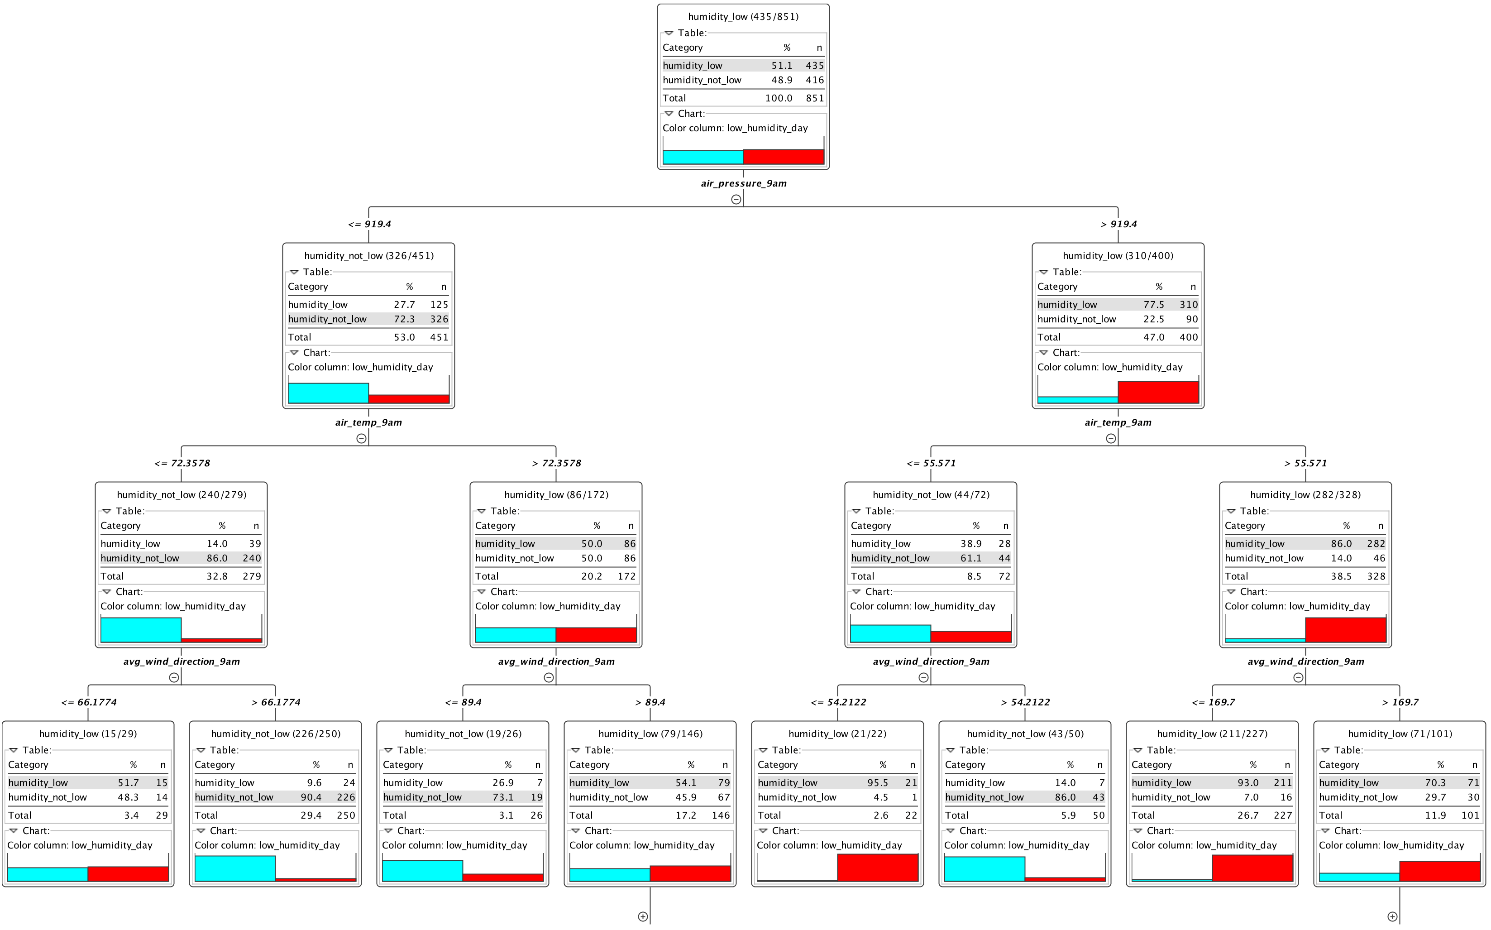 humidity_low (435/851)
Table:
Category % n
humidity_low 51.1 435
humidity_not_low 48.9 416
Total 100.0 851
Chart:
Color column: low_humidity_day
air_pressure_9am
<= 919.4
> 919.4
humidity_not_low (326/451)
Table:
Category % n
humidity_low 27.7 125
humidity_not_low 72.3 326
Total 53.0 451
Chart:
Color column: low_humidity_day
air_temp_9am
humidity_low (310/400)
Table:
Category % n
humidity_low 77.5 310
humidity_not_low 22.5 90
Total 47.0 400
Chart:
Color column: low_humidity_day
air_temp_9am
<= 72.3578
> 72.3578
<= 55.571
> 55.571
humidity_not_low (240/279)
Table:
Category % n
humidity_low 14.0 39
humidity_not_low 86.0 240
Total 32.8 279
Chart:
Color column: low_humidity_day
avg_wind_direction_9am
humidity_low (86/172)
Table:
Category % n
humidity_low 50.0 86
humidity_not_low 50.0 86
Total 20.2 172
Chart:
Color column: low_humidity_day
avg_wind_direction_9am
humidity_not_low (44/72)
Table:
Category % n
humidity_low 38.9 28
humidity_not_low 61.1 44
Total 8.5 72
Chart:
Color column: low_humidity_day
avg_wind_direction_9am
humidity_low (282/328)
Table:
Category % n
humidity_low 86.0 282
humidity_not_low 14.0 46
Total 38.5 328
Chart:
Color column: low_humidity_day
avg_wind_direction_9am
<= 66.1774
> 66.1774
<= 89.4
> 89.4
<= 54.2122
> 54.2122
<= 169.7
> 169.7
humidity_low (15/29)
Table:
Category % n
humidity_low 51.7 15
humidity_not_low 48.3 14
Total 3.4 29
Chart:
Color column: low_humidity_day
humidity_not_low (226/250)
Table:
Category % n
humidity_low 9.6 24
humidity_not_low 90.4 226
Total 29.4 250
Chart:
Color column: low_humidity_day
humidity_not_low (19/26)
Table:
Category % n
humidity_low 26.9 7
humidity_not_low 73.1 19
Total 3.1 26
Chart:
Color column: low_humidity_day
humidity_low (79/146)
Table:
Category % n
humidity_low 54.1 79
humidity_not_low 45.9 67
Total 17.2 146
Chart:
Color column: low_humidity_day
humidity_low (21/22)
Table:
Category % n
humidity_low 95.5 21
humidity_not_low 4.5 1
Total 2.6 22
Chart:
Color column: low_humidity_day
humidity_not_low (43/50)
Table:
Category % n
humidity_low 14.0 7
humidity_not_low 86.0 43
Total 5.9 50
Chart:
Color column: low_humidity_day
humidity_low (211/227)
Table:
Category % n
humidity_low 93.0 211
humidity_not_low 7.0 16
Total 26.7 227
Chart:
Color column: low_humidity_day
humidity_low (71/101)
Table:
Category % n
humidity_low 70.3 71
humidity_not_low 29.7 30
Total 11.9 101
Chart:
Color column: low_humidity_day